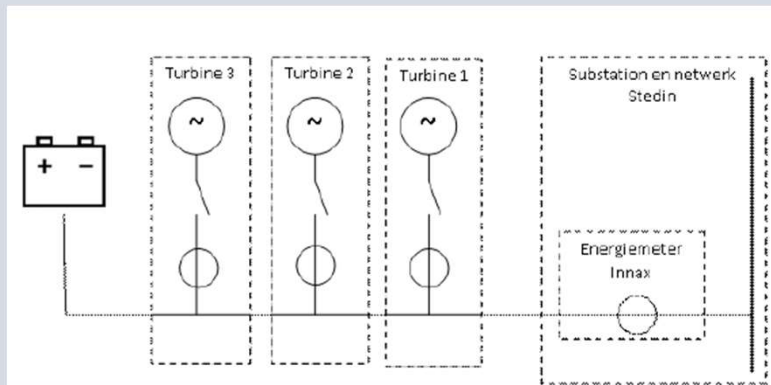 Turbine 3
Turbine 2
Turbine 1
Substation en netwerk
Stedin
+ −
~
~
~
Energiemeter
Innax